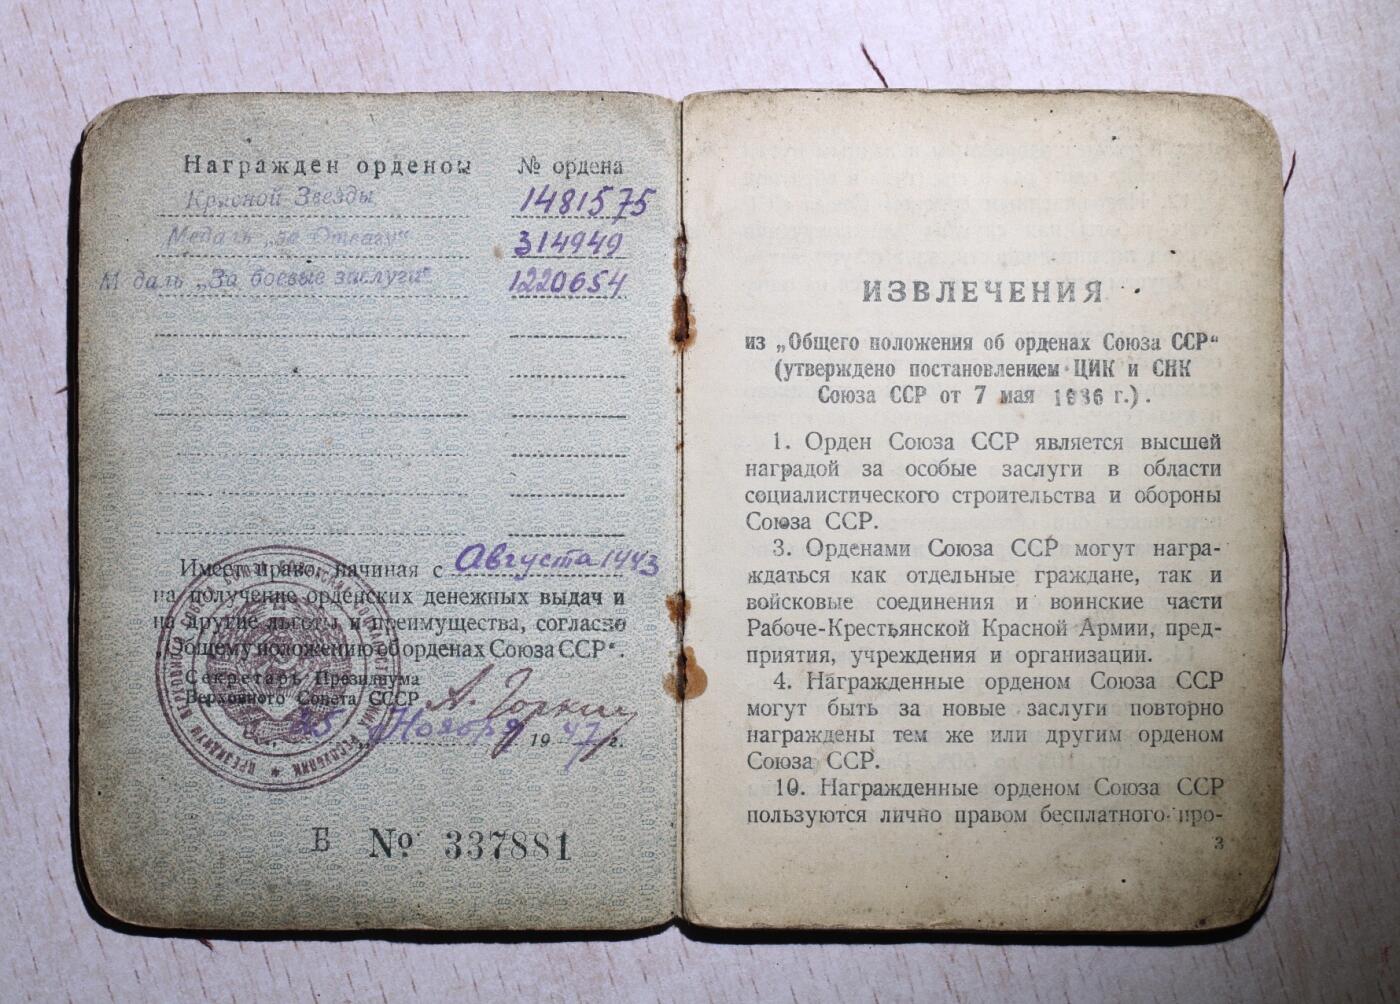 Награжден орденом № ордена
Красной Звезды 1481575
Медаль „за Отвагу“ 314949
М даль „За боевые заслуги“ 1220654
Имеет право, начиная с Августа 1943
на получение орденских денежных выдач и
на другие льготы и преимущества, согласно
„Общему положению об орденах Союза ССР“.
Секретарь Президиума
Верховного Совета СССР А. Горкин
25 Ноября 1947 г.
Б № 337881
ИЗВЛЕЧЕНИЯ
из „Общего положения об орденах Союза ССР“
(утверждено постановлением ЦИК и СНК
Союза ССР от 7 мая 1936 г.).
1. Орден Союза ССР является высшей
наградой за особые заслуги в области
социалистического строительства и обороны
Союза ССР.
3. Орденами Союза ССР могут награ-
ждаться как отдельные граждане, так и
войсковые соединения и воинские части
Рабоче-Крестьянской Красной Армии, пред-
приятия, учреждения и организации.
4. Награжденные орденом Союза ССР
могут быть за новые заслуги повторно
награждены тем же или другим орденом
Союза ССР.
10. Награжденные орденом Союза ССР
пользуются лично правом бесплатного про-
3